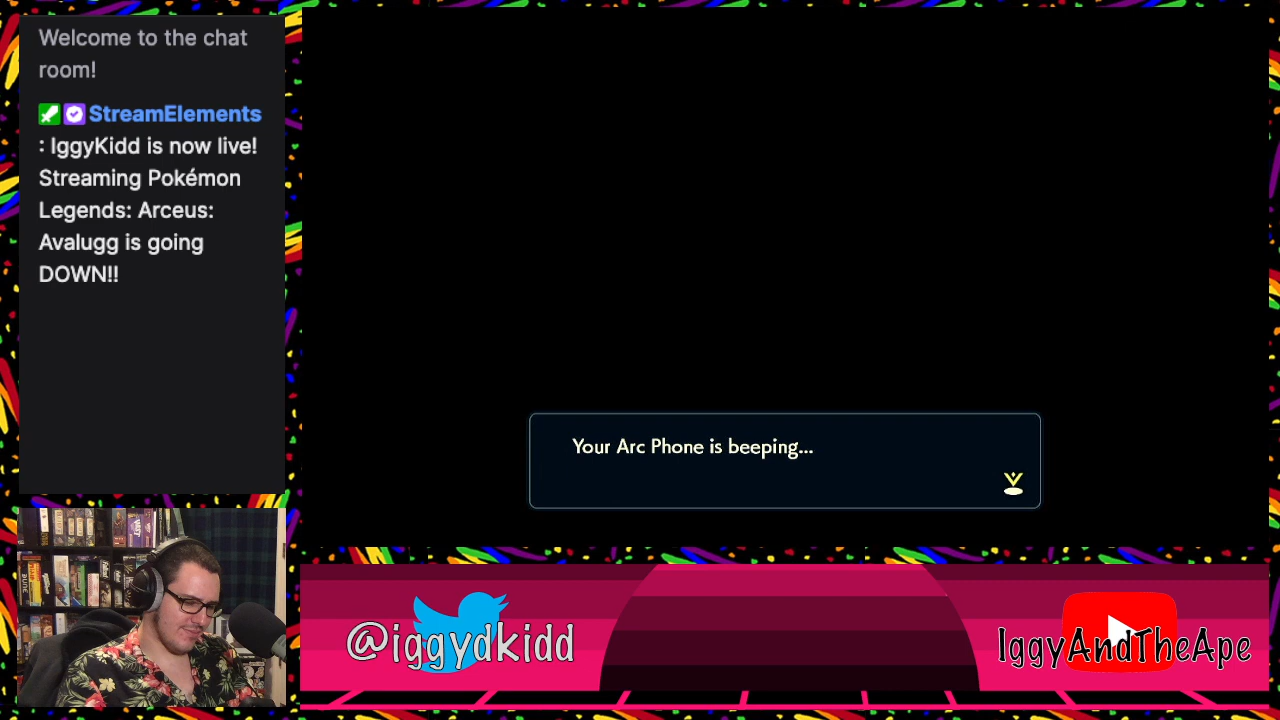 Welcome to the chat
room!
StreamElements
: IggyKidd is now live!
Streaming Pokémon
Legends: Arceus:
Avalugg is going
DOWN!!
Your Arc Phone is beeping...
@iggydkidd
IggyAndTheApe